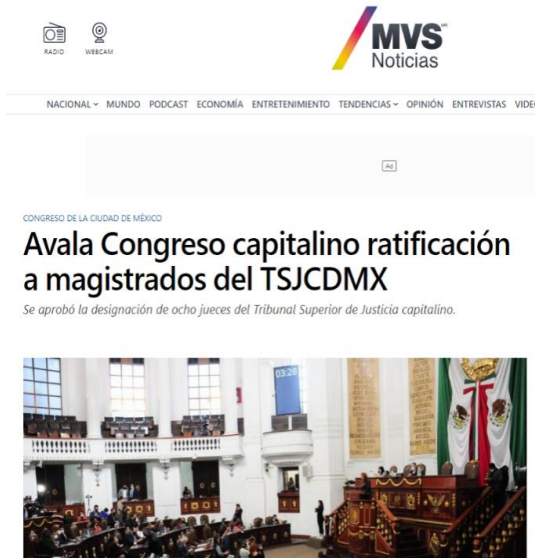 MVS
Noticias
RADIO
WEBCAM
NACIONAL MUNDO PODCAST ECONOMÍA ENTRETENIMIENTO TENDENCIAS OPINIÓN ENTREVISTAS VIDE
Ad
CONGRESO DE LA CIUDAD DE MÉXICO
Avala Congreso capitalino ratificación
a magistrados del TSJCDMX
Se aprobó la designación de ocho jueces del Tribunal Superior de Justicia capitalino.
03:26